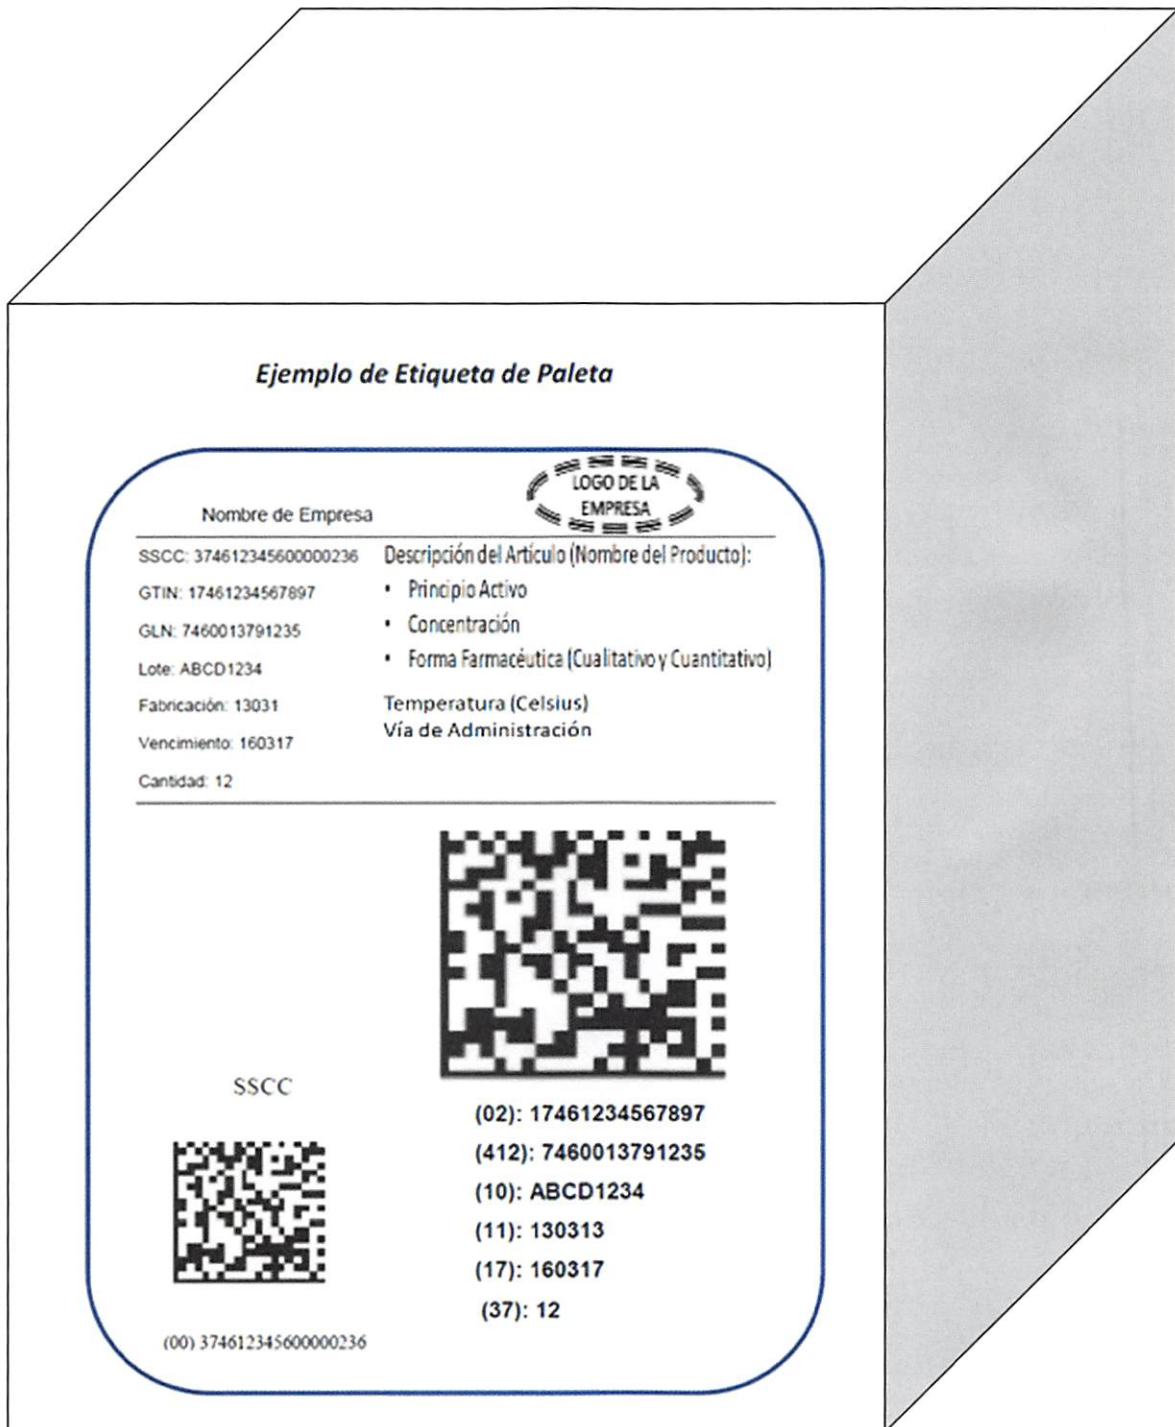 Ejemplo de Etiqueta de Paleta
LOGO DE LA
EMPRESA
Nombre de Empresa
SSCC: 374612345600000236
GTIN: 17461234567897
GLN: 7460013791235
Lote: ABCD1234
Fabricación: 13031
Vencimiento: 160317
Cantidad: 12
Descripción del Artículo (Nombre del Producto):
• Principio Activo
• Concentración
• Forma Farmacéutica (Cualitativo y Cuantitativo)
Temperatura (Celsius)
Vía de Administración
SSCC
(00) 374612345600000236
(02): 17461234567897
(412): 7460013791235
(10): ABCD1234
(11): 130313
(17): 160317
(37): 12